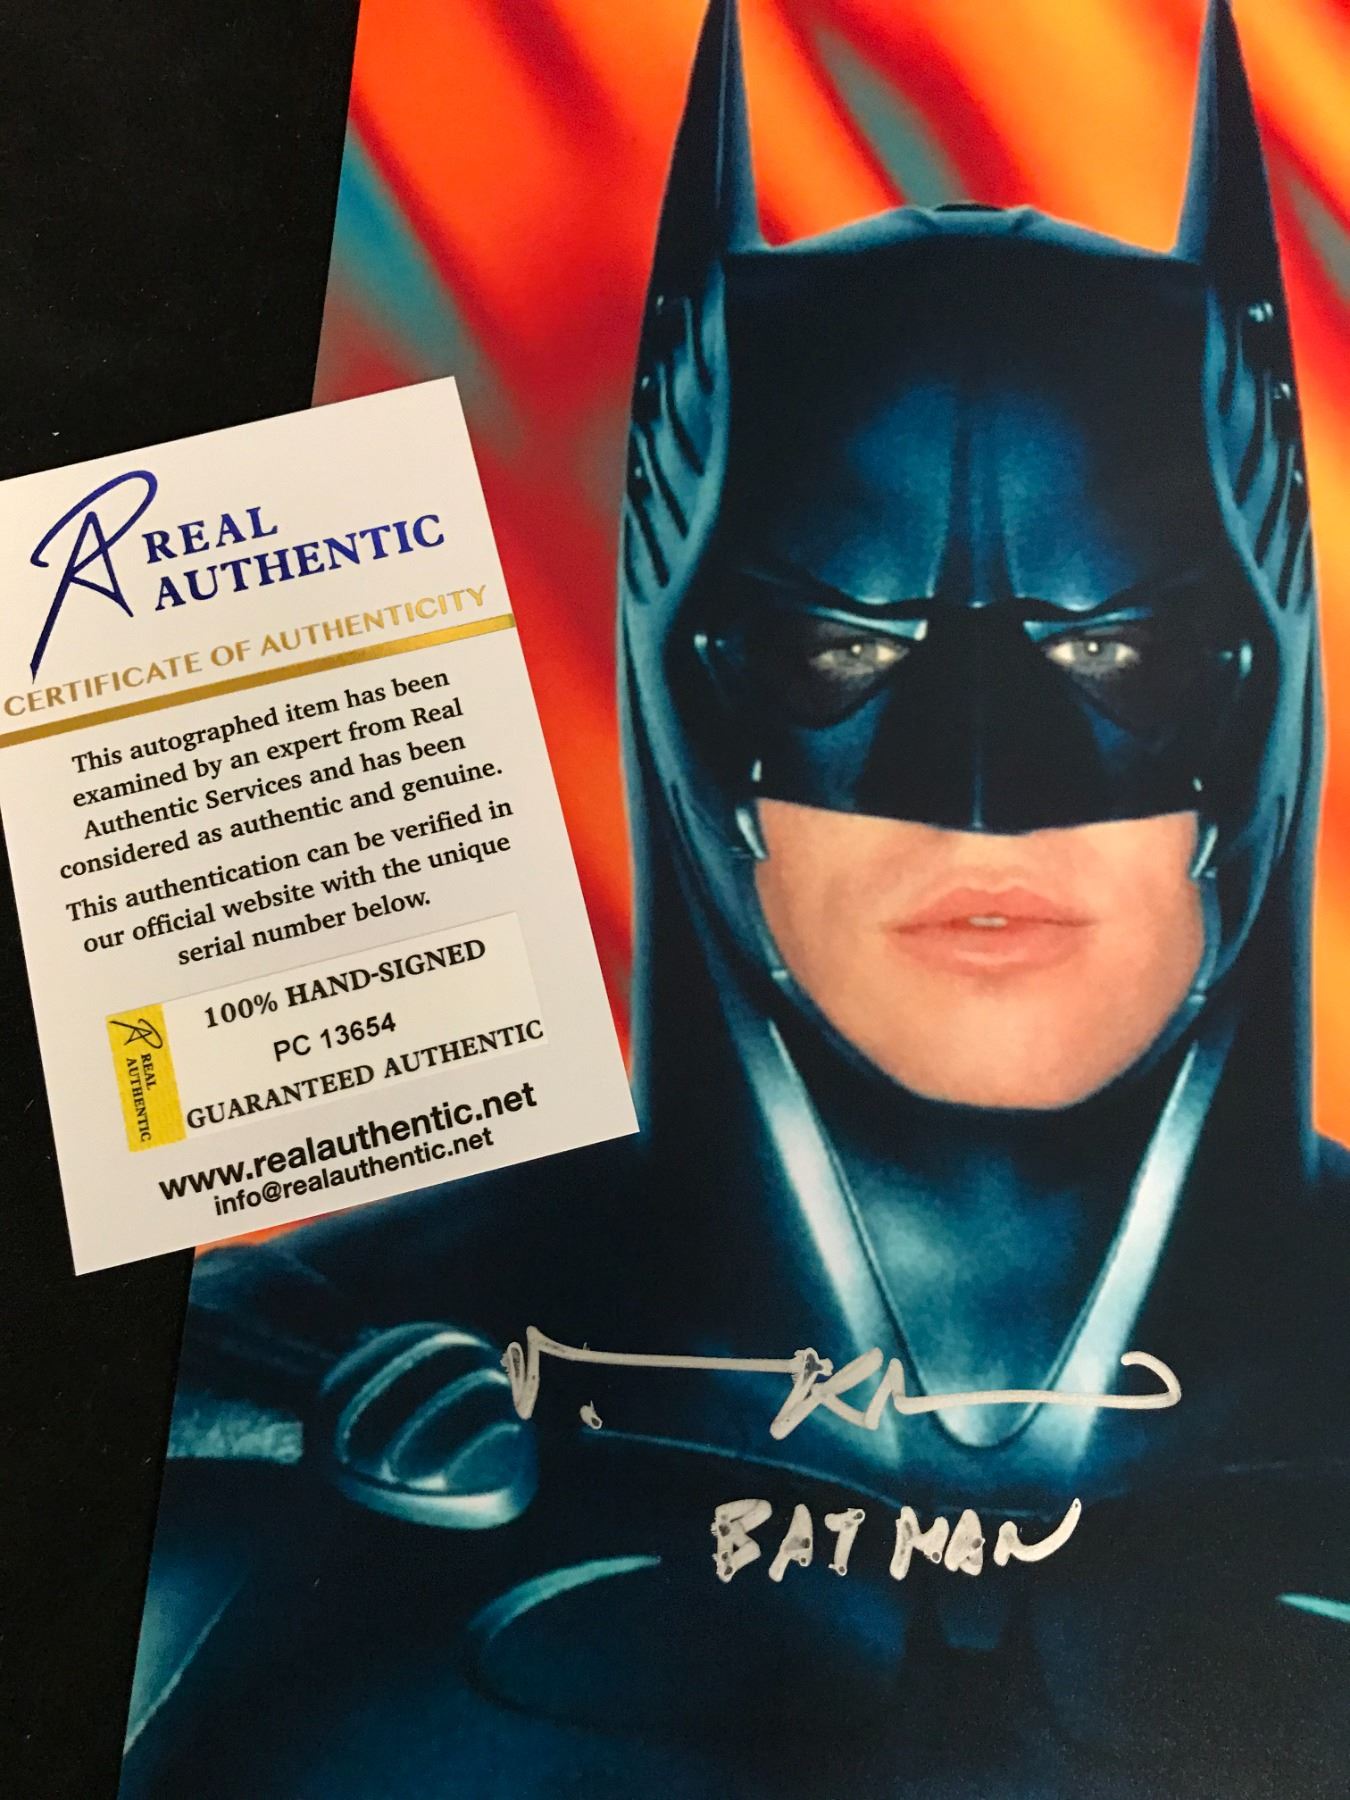 REAL
AUTHENTIC
CERTIFICATE OF AUTHENTICITY
This autographed item has been
examined by an expert from Real
Authentic Services and has been
considered as authentic and genuine.
This authentication can be verified in
our official website with the unique
serial number below.
REAL
AUTHENTIC
100% HAND-SIGNED
PC 13654
GUARANTEED AUTHENTIC
www.realauthentic.net
info@realauthentic.net
BATMAN